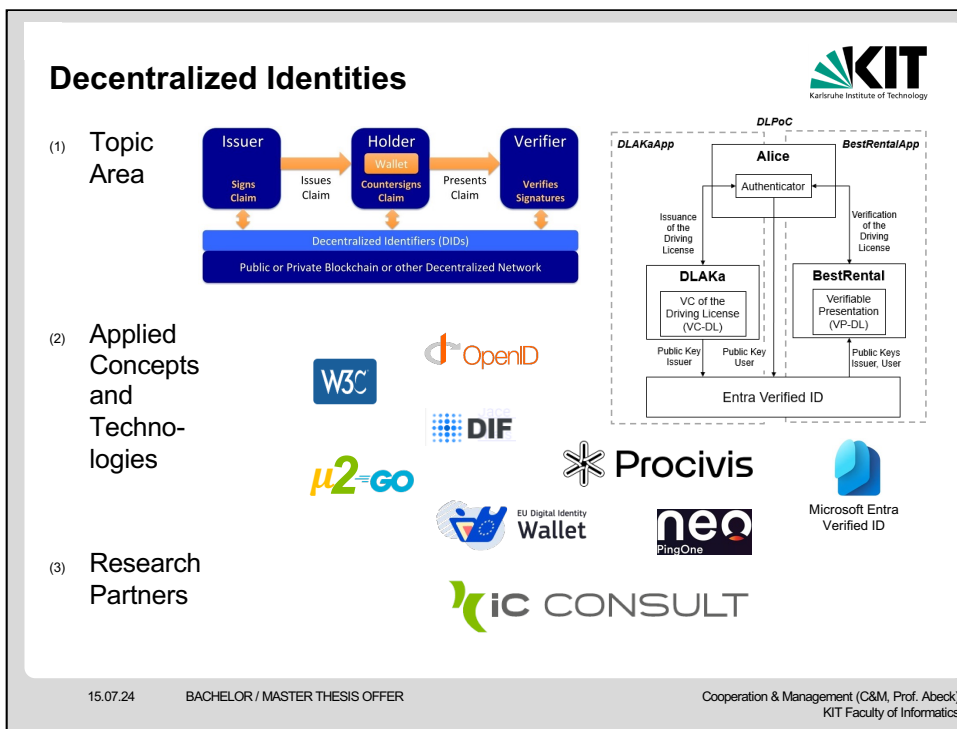 Decentralized Identities
KIT
Karlsruhe Institute of Technology
(1) Topic
Area
Issuer
Signs
Claim
Issues
Claim
Holder
Wallet
Countersigns
Claim
Presents
Claim
Verifier
Verifies
Signatures
Decentralized Identifiers (DIDs)
Public or Private Blockchain or other Decentralized Network
DLPoC
DLAKaApp
BestRentalApp
Alice
Authenticator
Issuance
of the
Driving
License
Verification
of the
Driving
License
DLAKa
VC of the
Driving License
(VC-DL)
BestRental
Verifiable
Presentation
(VP-DL)
Public Key
Issuer
Public Key
User
Public Keys
Issuer, User
Entra Verified ID
(2) Applied
Concepts
and
Techno-
logies
OpenID
W3C
DIF
µ2-GO
Procivis
Microsoft Entra
Verified ID
EU Digital Identity
Wallet
neo
PingOne
(3) Research
Partners
iC CONSULT
15.07.24
BACHELOR / MASTER THESIS OFFER
Cooperation & Management (C&M, Prof. Abeck)
KIT Faculty of Informatics